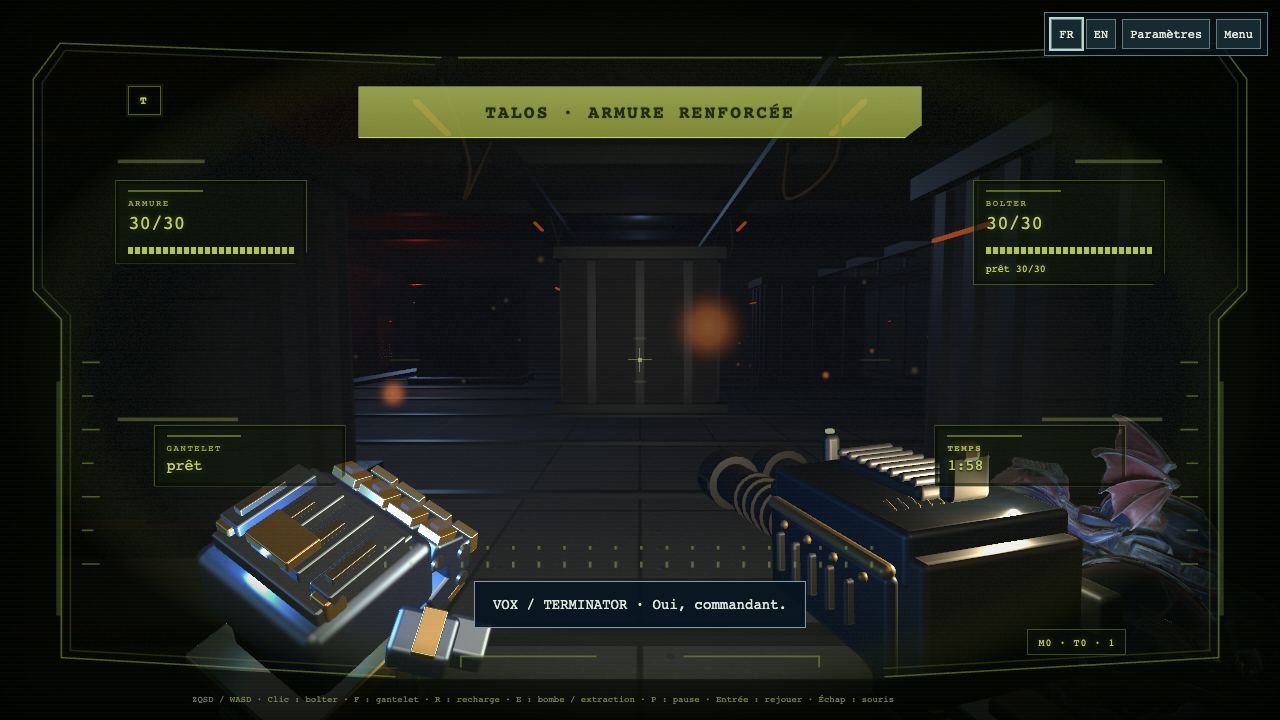 FR EN Paramètres Menu
T
TALOS · ARMURE RENFORCÉE
ARMURE
30/30
BOLTER
30/30
prêt 30/30
GANTELET
prêt
TEMPS
1:58
VOX / TERMINATOR · Oui, commandant.
M0 · T0 · 1
ZQSD / WASD · Clic : bolter · F : gantelet · R : recharge · E : bombe / extraction · P : pause · Entrée : rejouer · Échap : souris